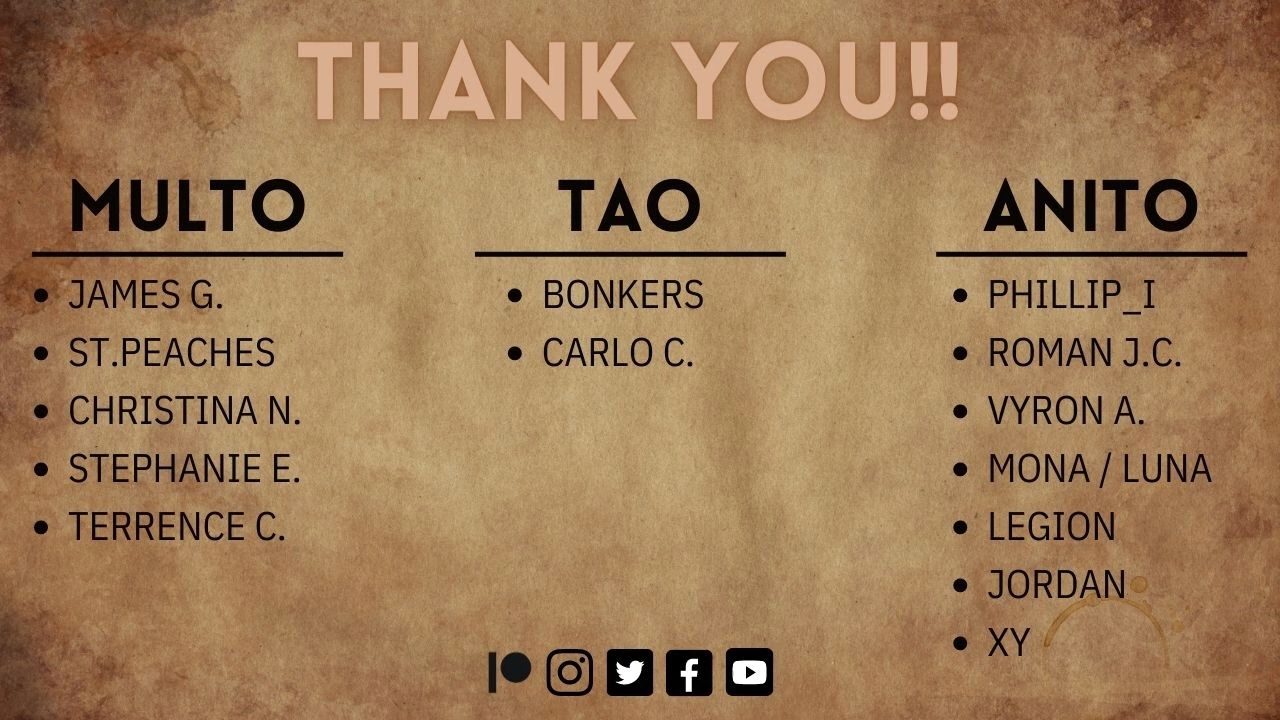 THANK YOU!!
MULTO
JAMES G.
ST.PEACHES
CHRISTINA N.
STEPHANIE E.
TERRENCE C.
TAO
BONKERS
CARLO C.
ANITO
PHILLIP_I
ROMAN J.C.
VYRON A.
MONA / LUNA
LEGION
JORDAN
XY